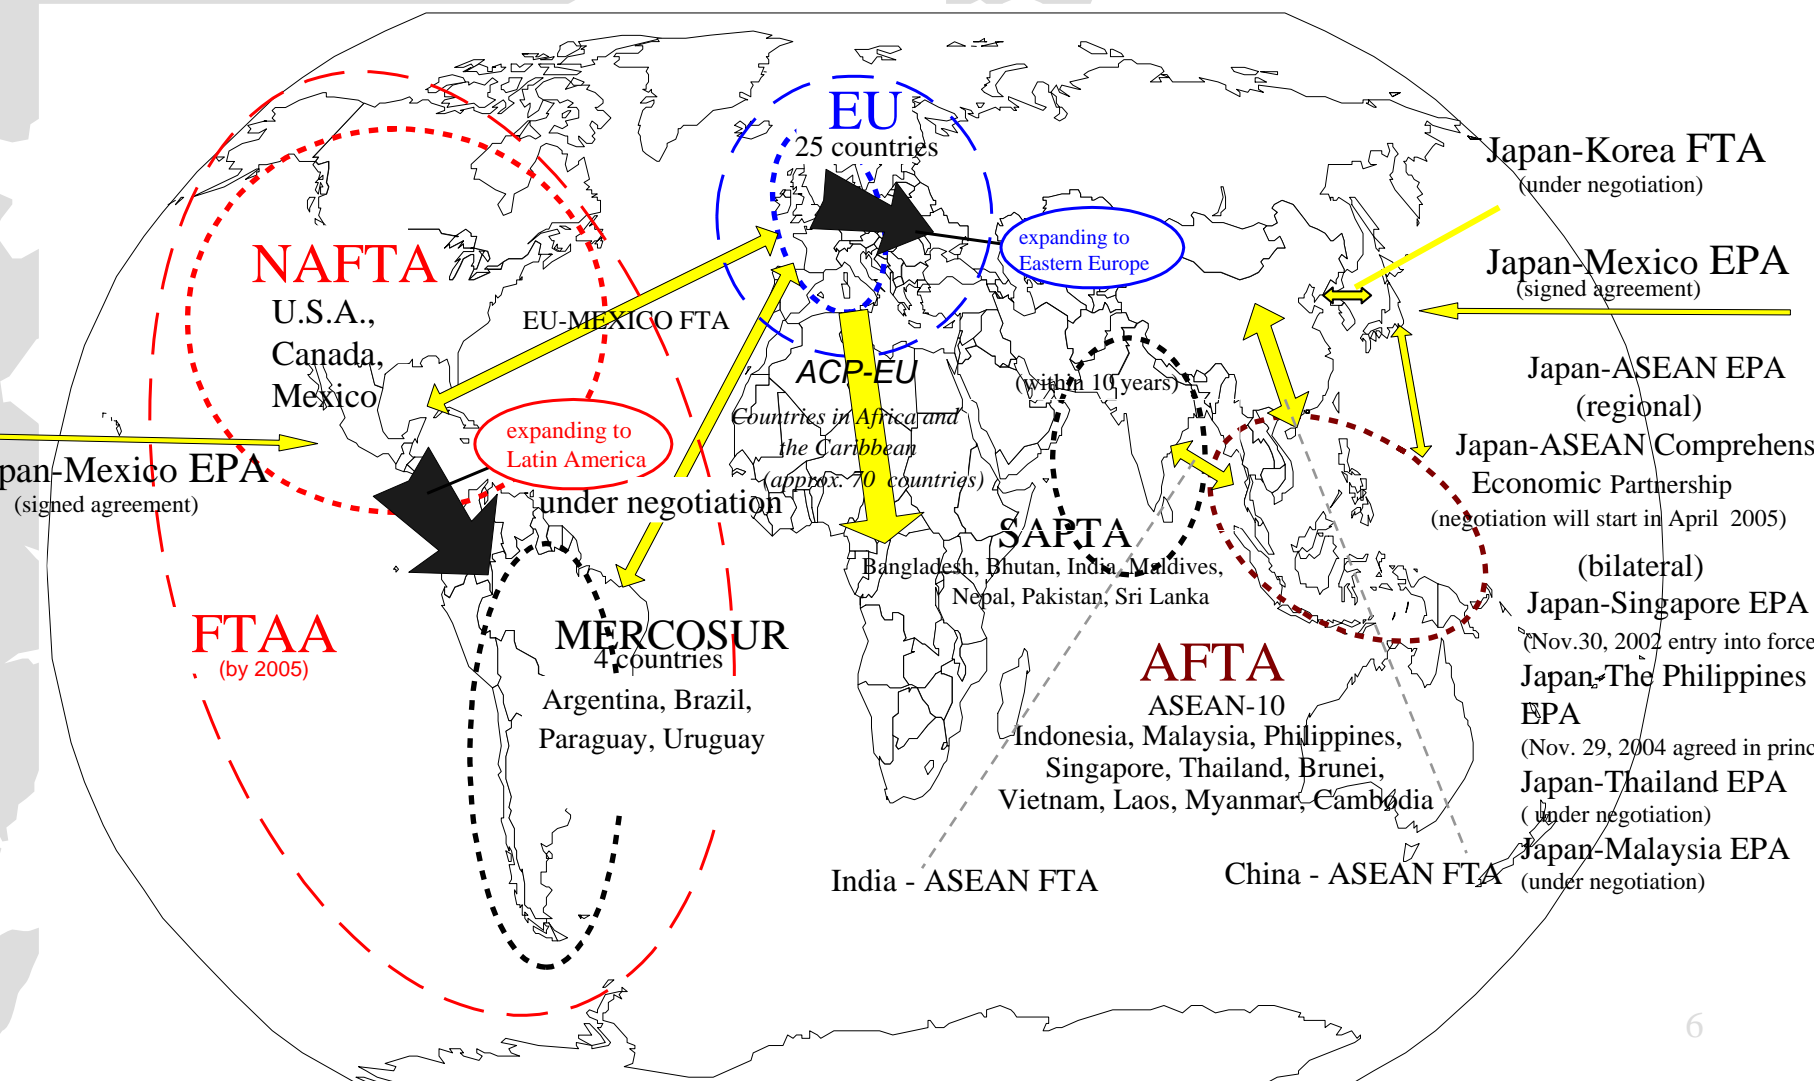 EU
25 countries
Japan-Korea FTA
(under negotiation)
NAFTA
U.S.A.,
Canada,
Mexico
EU-MEXICO FTA
expanding to
Eastern Europe
Japan-Mexico EPA
(signed agreement)
ACP-EU
Countries in Africa and
the Caribbean
(approx. 70 countries)
(within 10 years)
Japan-ASEAN EPA
(regional)
Japan-ASEAN Comprehens
Economic Partnership
(negotiation will start in April 2005)
(bilateral)
Japan-Singapore EPA
(Nov.30, 2002 entry into force
Japan-The Philippines
EPA
(Nov. 29, 2004 agreed in princ
Japan-Thailand EPA
( under negotiation)
Japan-Malaysia EPA
(under negotiation)
expanding to
Latin America
pan-Mexico EPA
(signed agreement)
under negotiation
SAPTA
Bangladesh, Bhutan, India, Maldives,
Nepal, Pakistan, Sri Lanka
FTAA
(by 2005)
MERCOSUR
4 countries
Argentina, Brazil,
Paraguay, Uruguay
AFTA
ASEAN-10
Indonesia, Malaysia, Philippines,
Singapore, Thailand, Brunei,
Vietnam, Laos, Myanmar, Cambodia
India - ASEAN FTA
China - ASEAN FTA
6